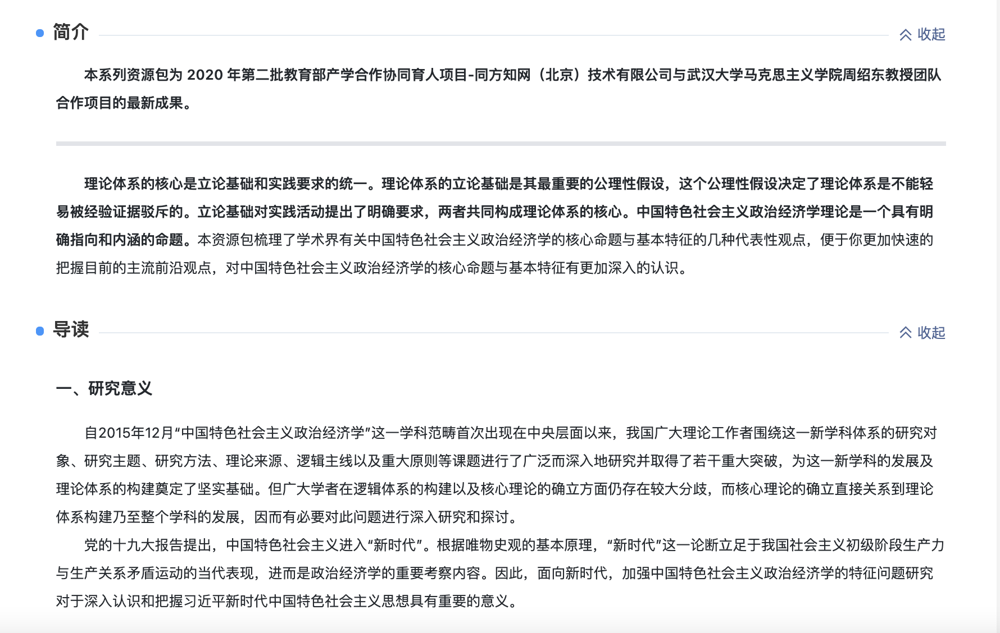 简介
收起
本系列资源包为 2020 年第二批教育部产学合作协同育人项目-同方知网（北京）技术有限公司与武汉大学马克思主义学院周绍东教授团队
合作项目的最新成果。
理论体系的核心是立论基础和实践要求的统一。理论体系的立论基础是其最重要的公理性假设，这个公理性假设决定了理论体系是不能轻
易被经验证据驳斥的。立论基础对实践活动提出了明确要求，两者共同构成理论体系的核心。中国特色社会主义政治经济学理论是一个具有明
确指向和内涵的命题。本资源包梳理了学术界有关中国特色社会主义政治经济学的核心命题与基本特征的几种代表性观点，便于你更加快速的
把握目前的主流前沿观点，对中国特色社会主义政治经济学的核心命题与基本特征有更加深入的认识。
导读
收起
一、研究意义
自2015年12月“中国特色社会主义政治经济学”这一学科范畴首次出现在中央层面以来，我国广大理论工作者围绕这一新学科体系的研究对
象、研究主题、研究方法、理论来源、逻辑主线以及重大原则等课题进行了广泛而深入地研究并取得了若干重大突破，为这一新学科的发展及
理论体系的构建奠定了坚实基础。但广大学者在逻辑体系的构建以及核心理论的确立方面仍存在较大分歧，而核心理论的确立直接关系到理论
体系构建乃至整个学科的发展，因而有必要对此问题进行深入研究和探讨。
党的十九大报告提出，中国特色社会主义进入“新时代”。根据唯物史观的基本原理，“新时代”这一论断立足于我国社会主义初级阶段生产力
与生产关系矛盾运动的当代表现，进而是政治经济学的重要考察内容。因此，面向新时代，加强中国特色社会主义政治经济学的特征问题研究
对于深入认识和把握习近平新时代中国特色社会主义思想具有重要的意义。